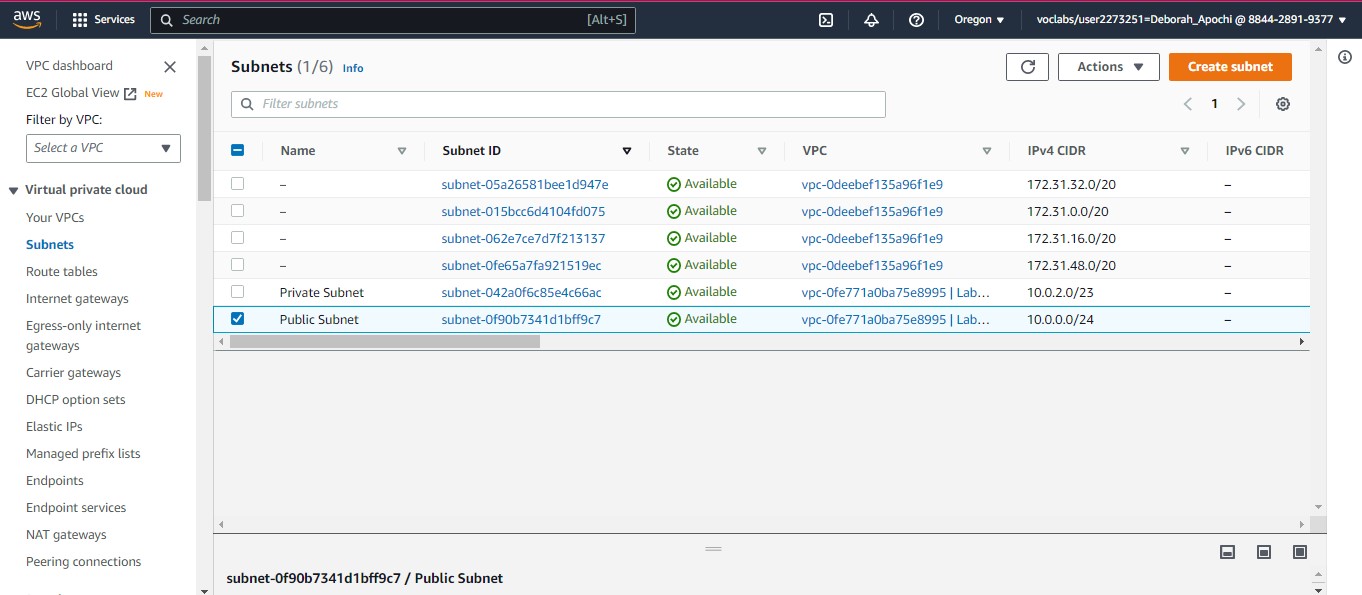 aws Services Search [Alt+S] Oregon voclabs/user2273251=Deborah_Apochi @ 8844-2891-9377
VPC dashboard
EC2 Global View New
Filter by VPC:
Select a VPC
Virtual private cloud
Your VPCs
Subnets
Route tables
Internet gateways
Egress-only internet
gateways
Carrier gateways
DHCP option sets
Elastic IPs
Managed prefix lists
Endpoints
Endpoint services
NAT gateways
Peering connections
Subnets (1/6) Info Actions Create subnet
Filter subnets 1
Name Subnet ID State VPC IPv4 CIDR IPv6 CIDR
– subnet-05a26581bee1d947e Available vpc-0deebef135a96f1e9 172.31.32.0/20 –
– subnet-015bcc6d4104fd075 Available vpc-0deebef135a96f1e9 172.31.0.0/20 –
– subnet-062e7ce7d7f213137 Available vpc-0deebef135a96f1e9 172.31.16.0/20 –
– subnet-0fe65a7fa921519ec Available vpc-0deebef135a96f1e9 172.31.48.0/20 –
Private Subnet subnet-042a0f6c85e4c66ac Available vpc-0fe771a0ba75e8995 | Lab… 10.0.2.0/23 –
Public Subnet subnet-0f90b7341d1bff9c7 Available vpc-0fe771a0ba75e8995 | Lab… 10.0.0.0/24 –
subnet-0f90b7341d1bff9c7 / Public Subnet